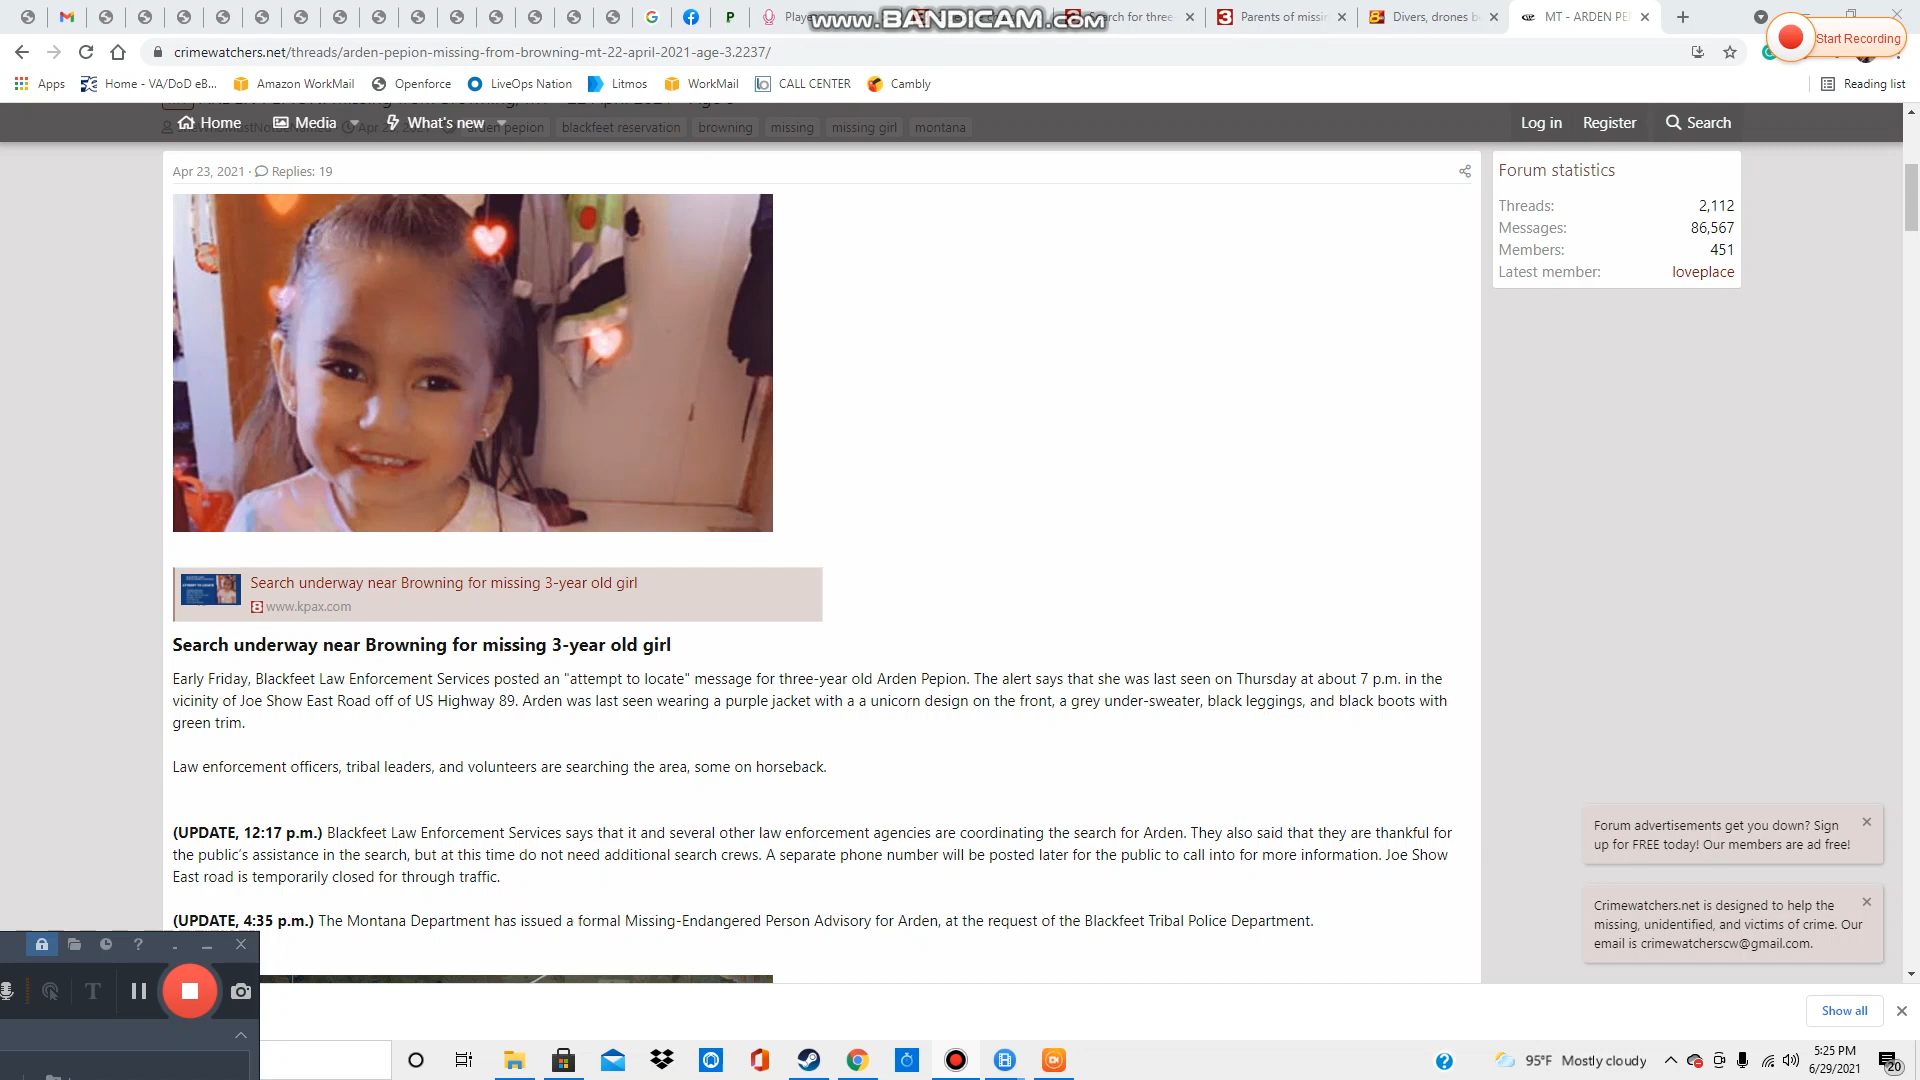 Playe
www.BANDICAM.com
Search for three
Parents of missi
Divers, drones b
MT - ARDEN PE
Start Recording
crimewatchers.net/threads/arden-pepion-missing-from-browning-mt-22-april-2021-age-3.2237/
Apps
Home - VA/DoD eB...
Amazon WorkMail
Openforce
LiveOps Nation
Litmos
WorkMail
CALL CENTER
Cambly
Reading list
Home
Media
What's new
arden pepion
blackfeet reservation
browning
missing
missing girl
montana
Log in
Register
Search
Apr 23, 2021 · Replies: 19
Forum statistics
Threads: 2,112
Messages: 86,567
Members: 451
Latest member: loveplace
Search underway near Browning for missing 3-year old girl
www.kpax.com
Search underway near Browning for missing 3-year old girl
Early Friday, Blackfeet Law Enforcement Services posted an "attempt to locate" message for three-year old Arden Pepion. The alert says that she was last seen on Thursday at about 7 p.m. in the
vicinity of Joe Show East Road off of US Highway 89. Arden was last seen wearing a purple jacket with a a unicorn design on the front, a grey under-sweater, black leggings, and black boots with
green trim.
Law enforcement officers, tribal leaders, and volunteers are searching the area, some on horseback.
(UPDATE, 12:17 p.m.) Blackfeet Law Enforcement Services says that it and several other law enforcement agencies are coordinating the search for Arden. They also said that they are thankful for
the public's assistance in the search, but at this time do not need additional search crews. A separate phone number will be posted later for the public to call into for more information. Joe Show
East road is temporarily closed for through traffic.
(UPDATE, 4:35 p.m.) The Montana Department has issued a formal Missing-Endangered Person Advisory for Arden, at the request of the Blackfeet Tribal Police Department.
Forum advertisements get you down? Sign
up for FREE today! Our members are ad free!
Crimewatchers.net is designed to help the
missing, unidentified, and victims of crime. Our
email is crimewatcherscw@gmail.com.
Show all
95°F Mostly cloudy
5:25 PM
6/29/2021
20